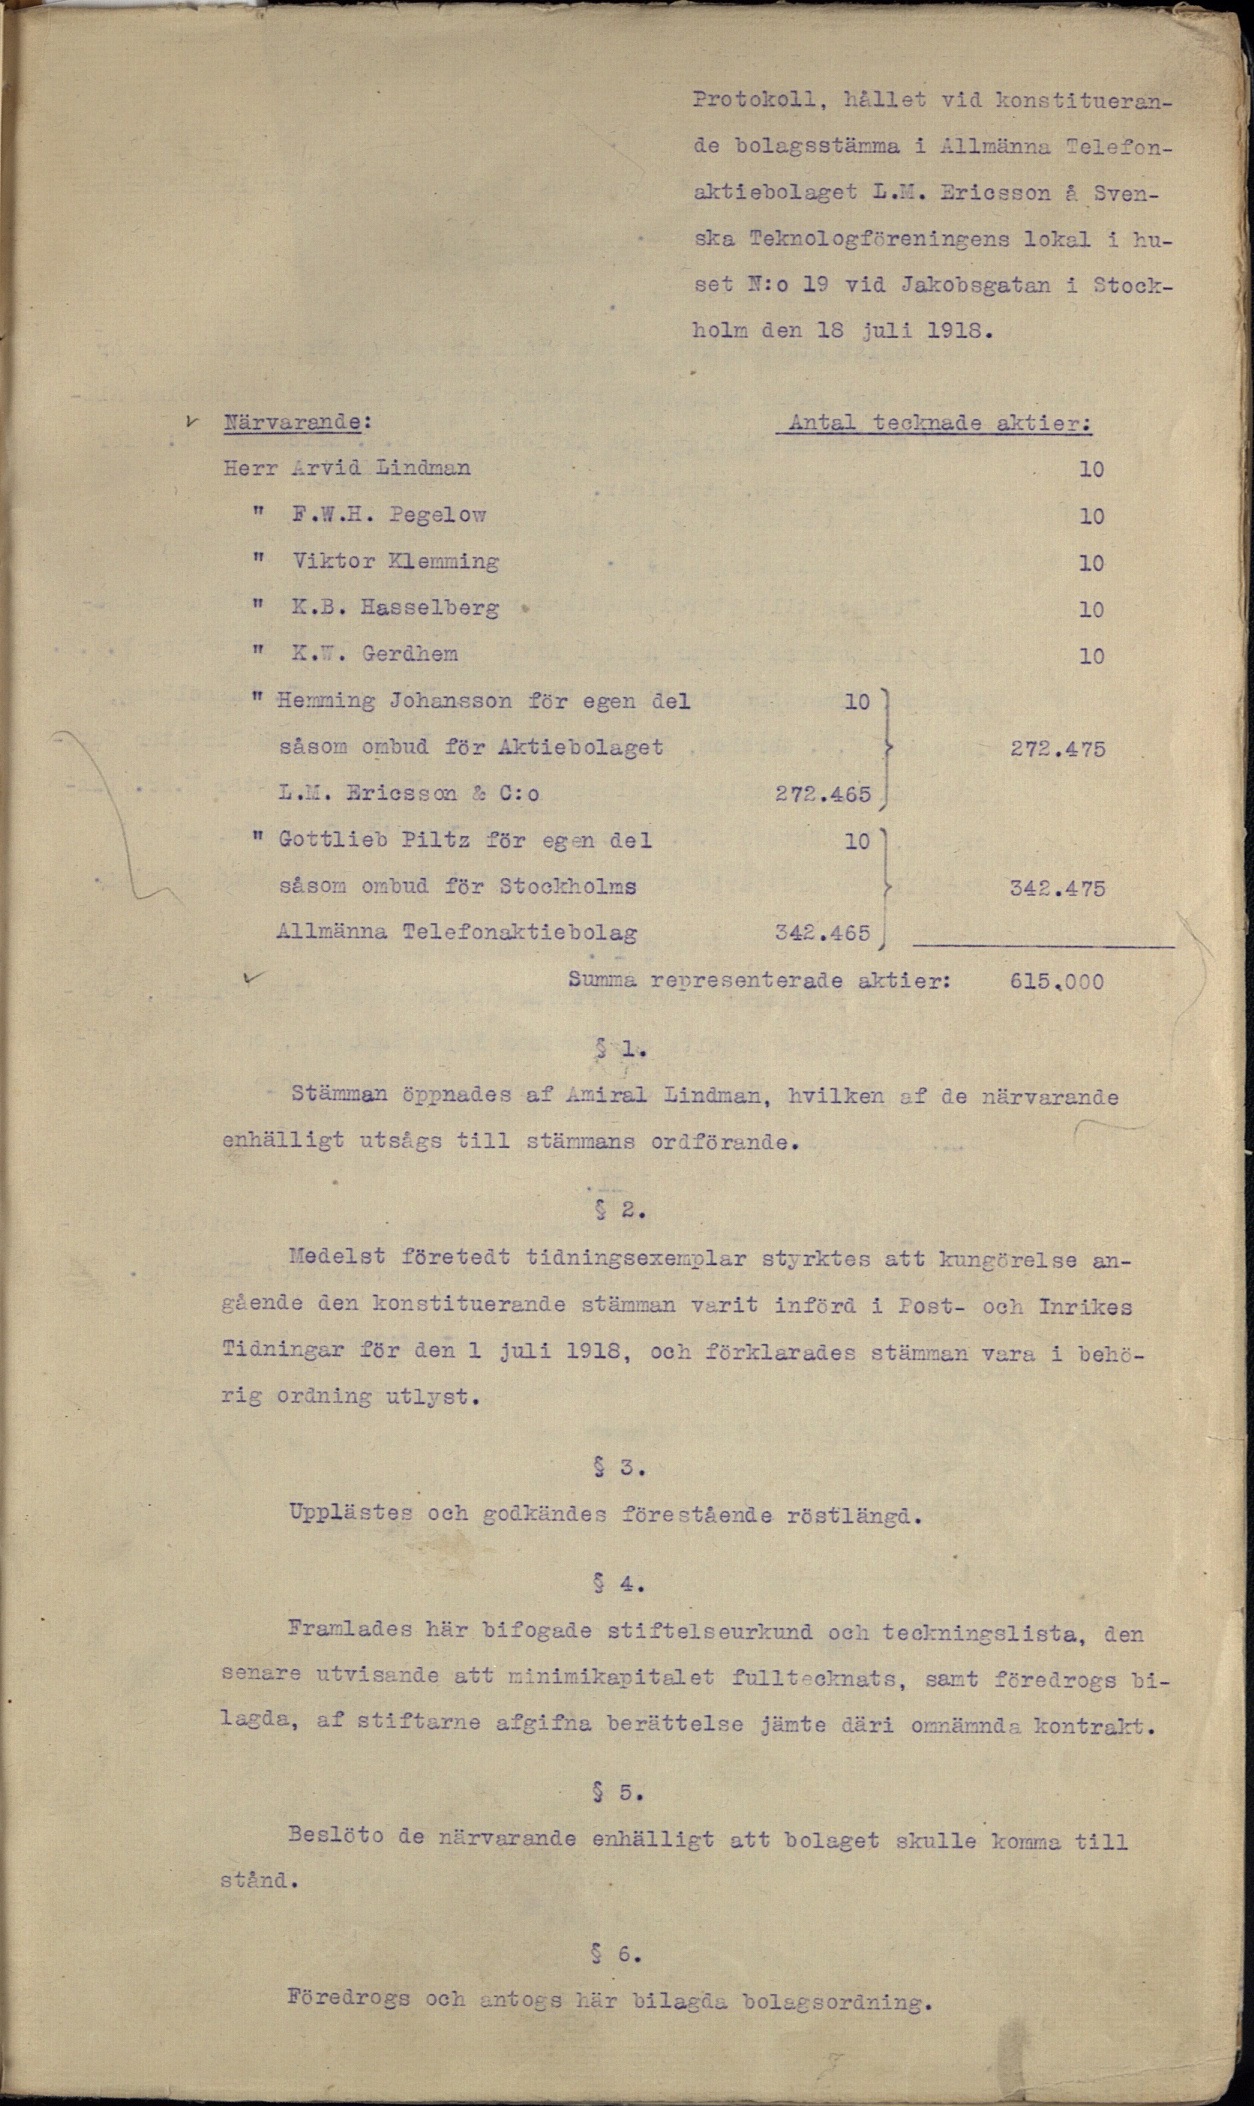 Protokoll, hållet vid konstitueran-
de bolagsstämma i Allmänna Telefon-
aktiebolaget L.M. Ericsson å Sven-
ska Teknologföreningens lokal i hu-
set N:o 19 vid Jakobsgatan i Stock-
holm den 18 juli 1918.
Närvarande: Antal tecknade aktier:
Herr Arvid Lindman 10
" F.W.H. Pegelow 10
" Viktor Klemming 10
" K.B. Hasselberg 10
" K.W. Gerdhem 10
" Hemming Johansson för egen del 10
såsom ombud för Aktiebolaget 272.475
L.M. Ericsson & C:o 272.465
" Gottlieb Piltz för egen del 10
såsom ombud för Stockholms 342.475
Allmänna Telefonaktiebolag 342.465
Summa representerade aktier: 615.000
§ 1.
Stämman öppnades af Amiral Lindman, hvilken af de närvarande
enhälligt utsågs till stämmans ordförande.
§ 2.
Medelst företedt tidningsexemplar styrktes att kungörelse an-
gående den konstituerande stämman varit införd i Post- och Inrikes
Tidningar för den 1 juli 1918, och förklarades stämman vara i behö-
rig ordning utlyst.
§ 3.
Upplästes och godkändes förestående röstlängd.
§ 4.
Framlades här bifogade stiftelseurkund och teckningslista, den
senare utvisande att minimikapitalet fulltecknats, samt föredrogs bi-
lagda, af stiftarne afgifna berättelse jämte däri omnämnda kontrakt.
§ 5.
Beslöto de närvarande enhälligt att bolaget skulle komma till
stånd.
§ 6.
Föredrogs och antogs här bilagda bolagsordning.